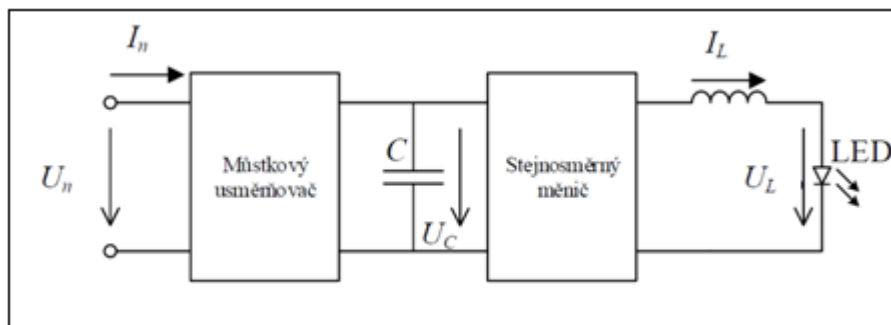 I_n
I_L
Můstkový
usměrňovač
C
Stejnosměrný
měnič
LED
U_n
U_L
U_C